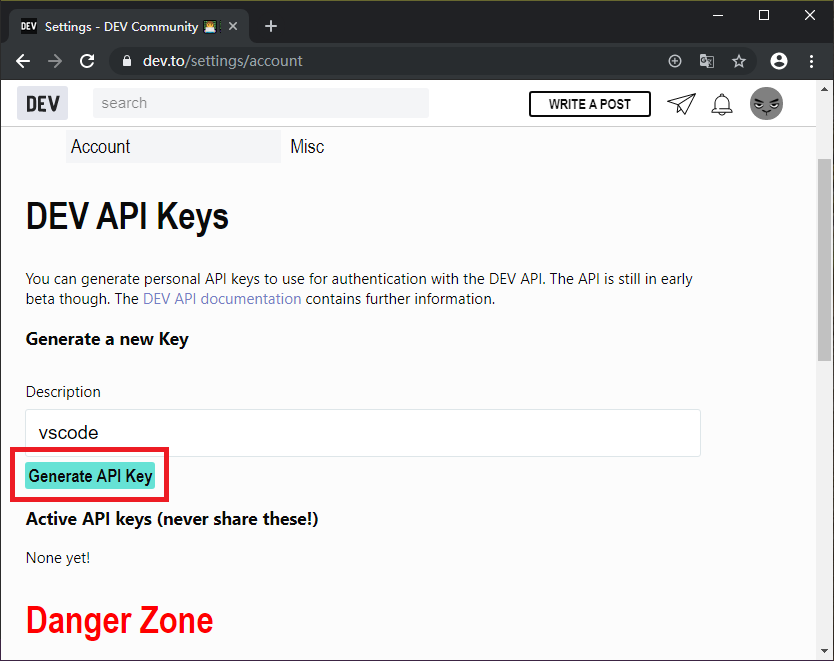 DEV Settings - DEV Community
dev.to/settings/account
DEV search WRITE A POST
Account Misc
DEV API Keys
You can generate personal API keys to use for authentication with the DEV API. The API is still in early
beta though. The DEV API documentation contains further information.
Generate a new Key
Description
vscode
Generate API Key
Active API keys (never share these!)
None yet!
Danger Zone